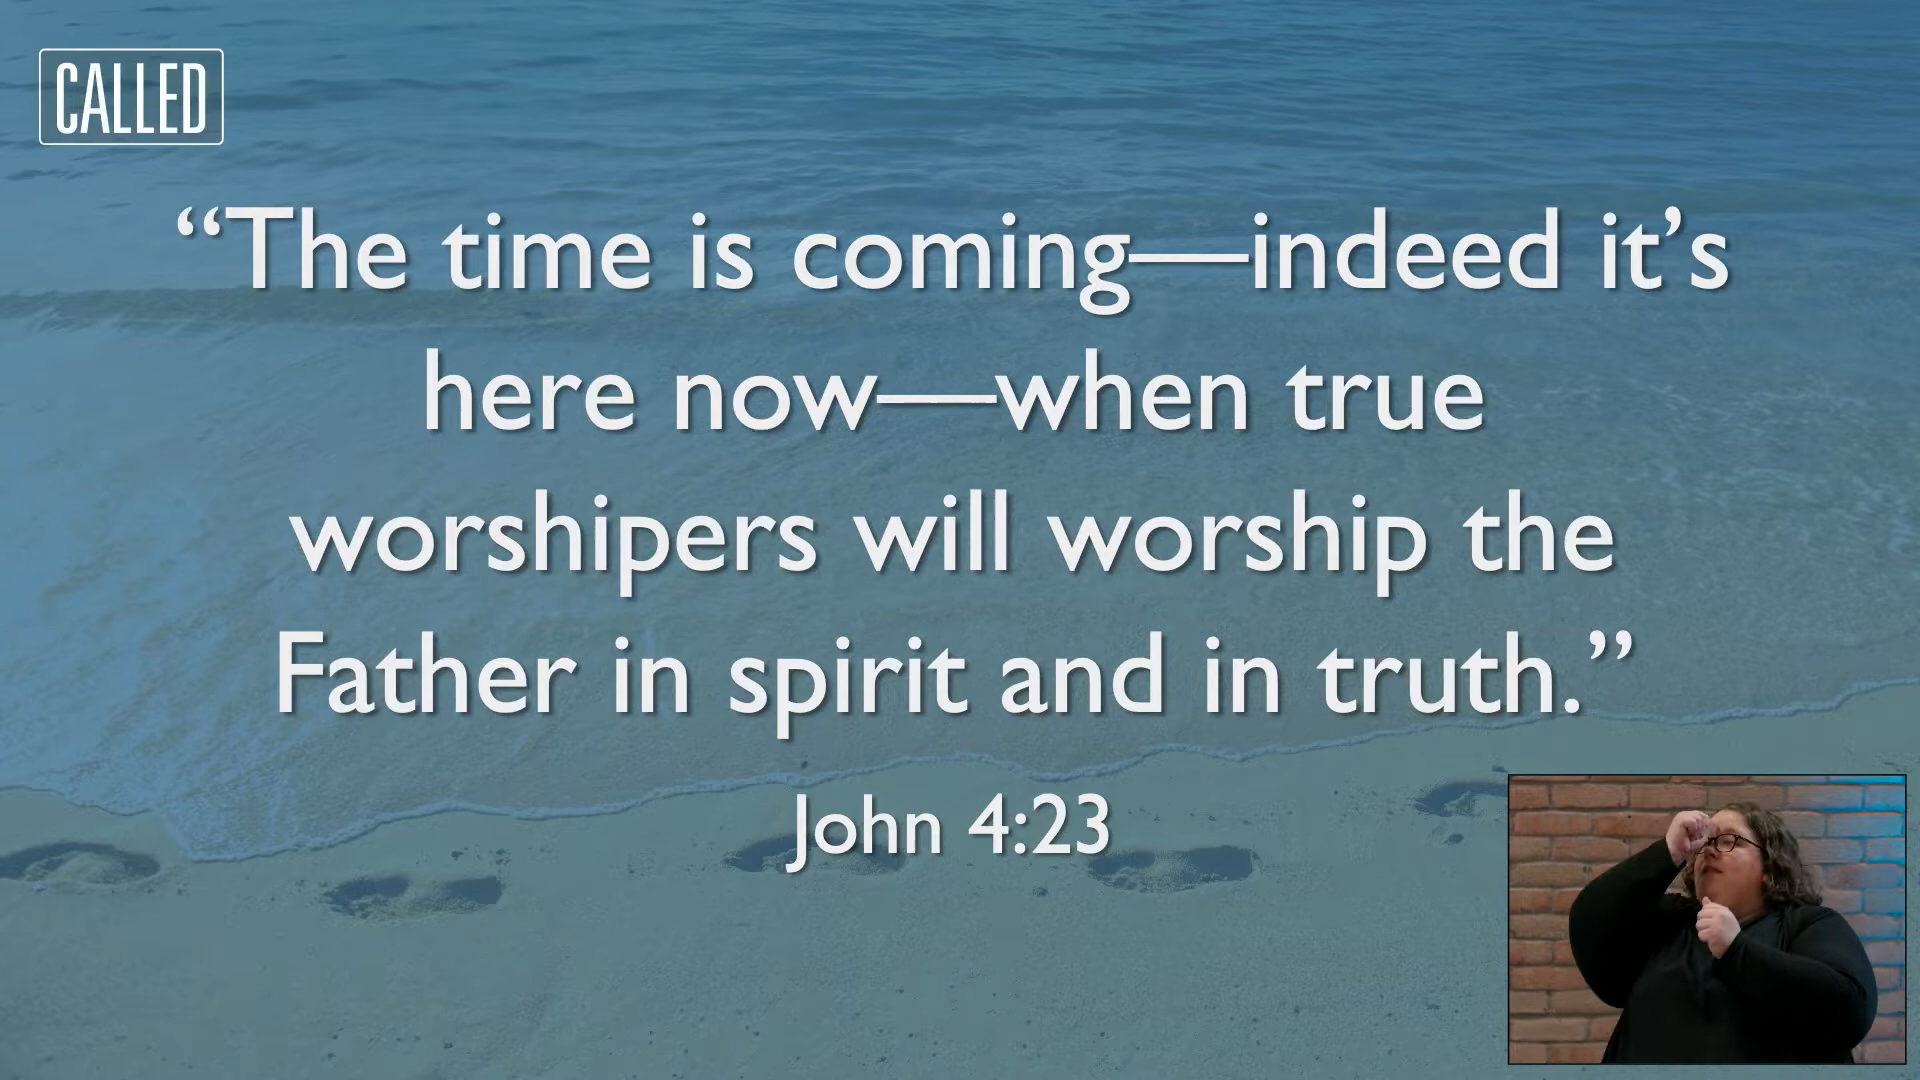 CALLED
“The time is coming—indeed it’s
here now—when true
worshipers will worship the
Father in spirit and in truth.”
John 4:23